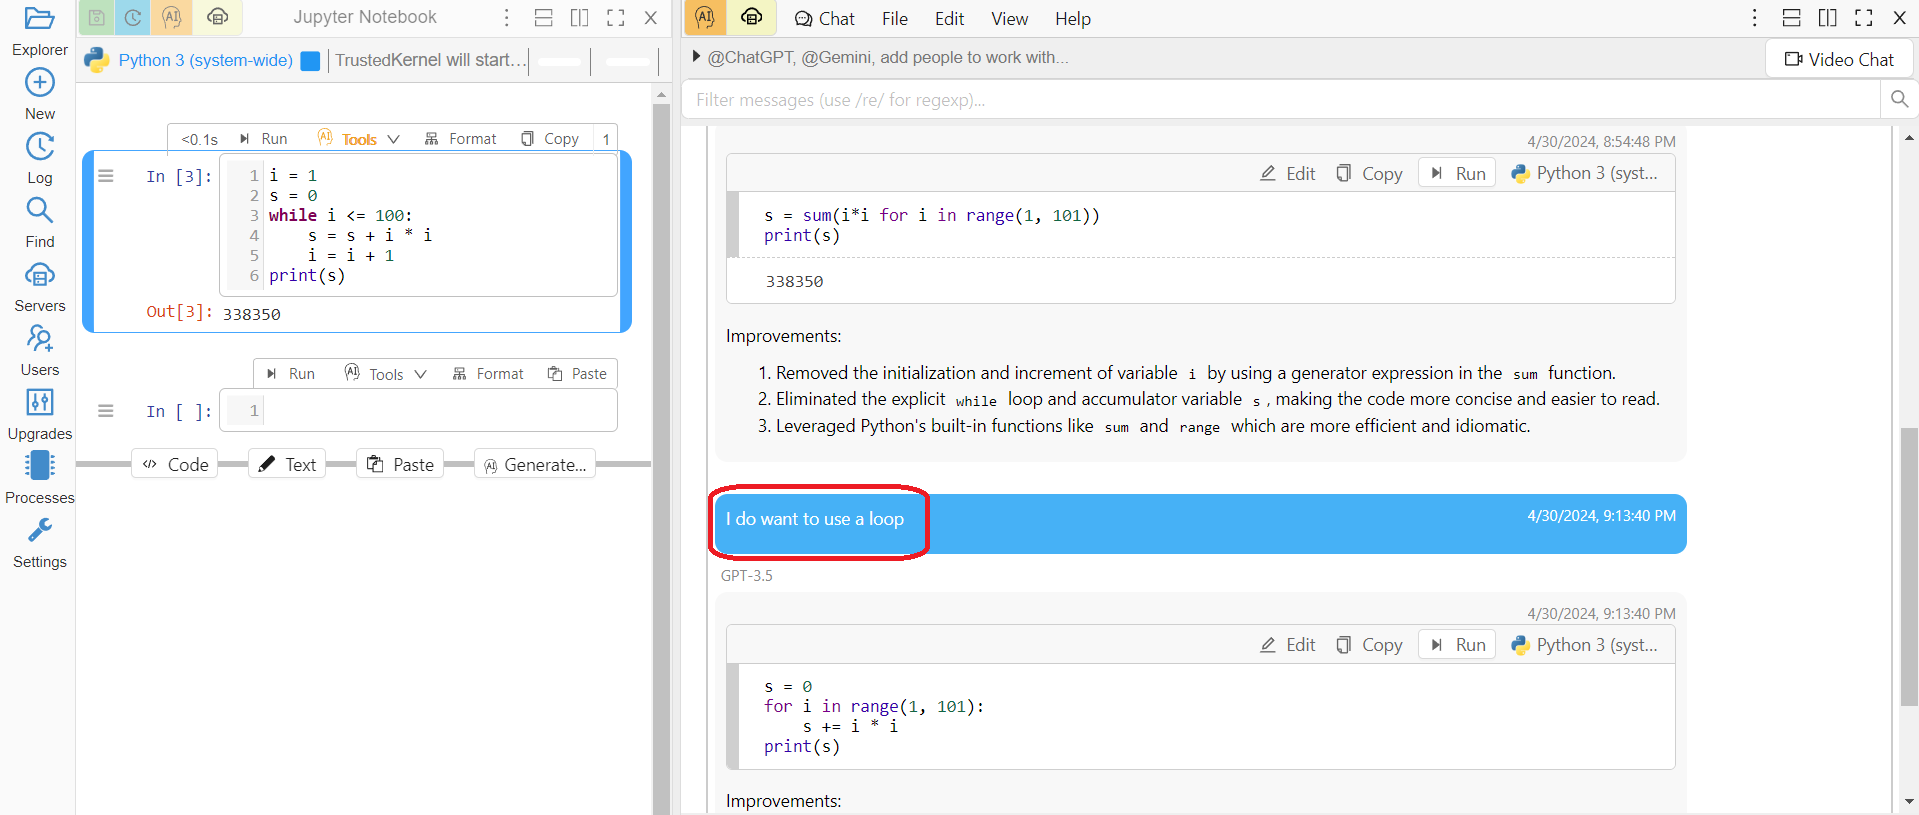 Explorer
New
Log
Find
Servers
Users
Upgrades
Processes
Settings
AI
Jupyter Notebook
Python 3 (system-wide)
TrustedKernel will start...
<0.1s Run AI Tools Format Copy 1
In [3]:
1 i = 1
2 s = 0
3 while i <= 100:
4     s = s + i * i
5     i = i + 1
6 print(s)
Out[3]: 338350
Run AI Tools Format Paste
In [ ]: 1
</> Code Text Paste AI Generate...
AI Chat File Edit View Help
@ChatGPT, @Gemini, add people to work with...
Video Chat
Filter messages (use /re/ for regexp)...
4/30/2024, 8:54:48 PM
Edit Copy Run Python 3 (syst...
s = sum(i*i for i in range(1, 101))
print(s)
338350
Improvements:
1. Removed the initialization and increment of variable i by using a generator expression in the sum function.
2. Eliminated the explicit while loop and accumulator variable s , making the code more concise and easier to read.
3. Leveraged Python's built-in functions like sum and range which are more efficient and idiomatic.
I do want to use a loop
4/30/2024, 9:13:40 PM
GPT-3.5
4/30/2024, 9:13:40 PM
Edit Copy Run Python 3 (syst...
s = 0
for i in range(1, 101):
    s += i * i
print(s)
Improvements: